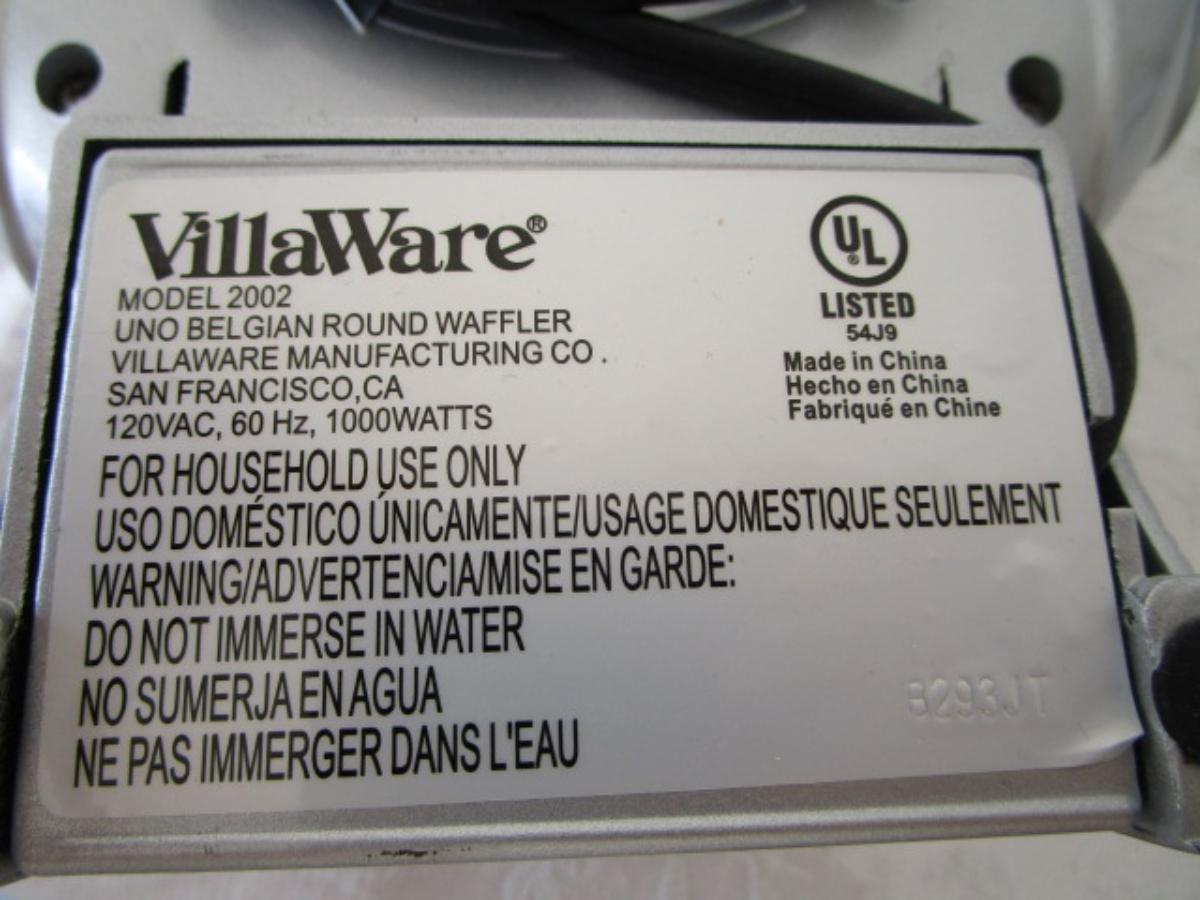 VillaWare®
MODEL 2002
UNO BELGIAN ROUND WAFFLER
VILLAWARE MANUFACTURING CO .
SAN FRANCISCO,CA
120VAC, 60 Hz, 1000WATTS
UL®
LISTED
54J9
Made in China
Hecho en China
Fabriqué en Chine
FOR HOUSEHOLD USE ONLY
USO DOMÉSTICO ÚNICAMENTE/USAGE DOMESTIQUE SEULEMENT
WARNING/ADVERTENCIA/MISE EN GARDE:
DO NOT IMMERSE IN WATER
NO SUMERJA EN AGUA
NE PAS IMMERGER DANS L'EAU
8293JT